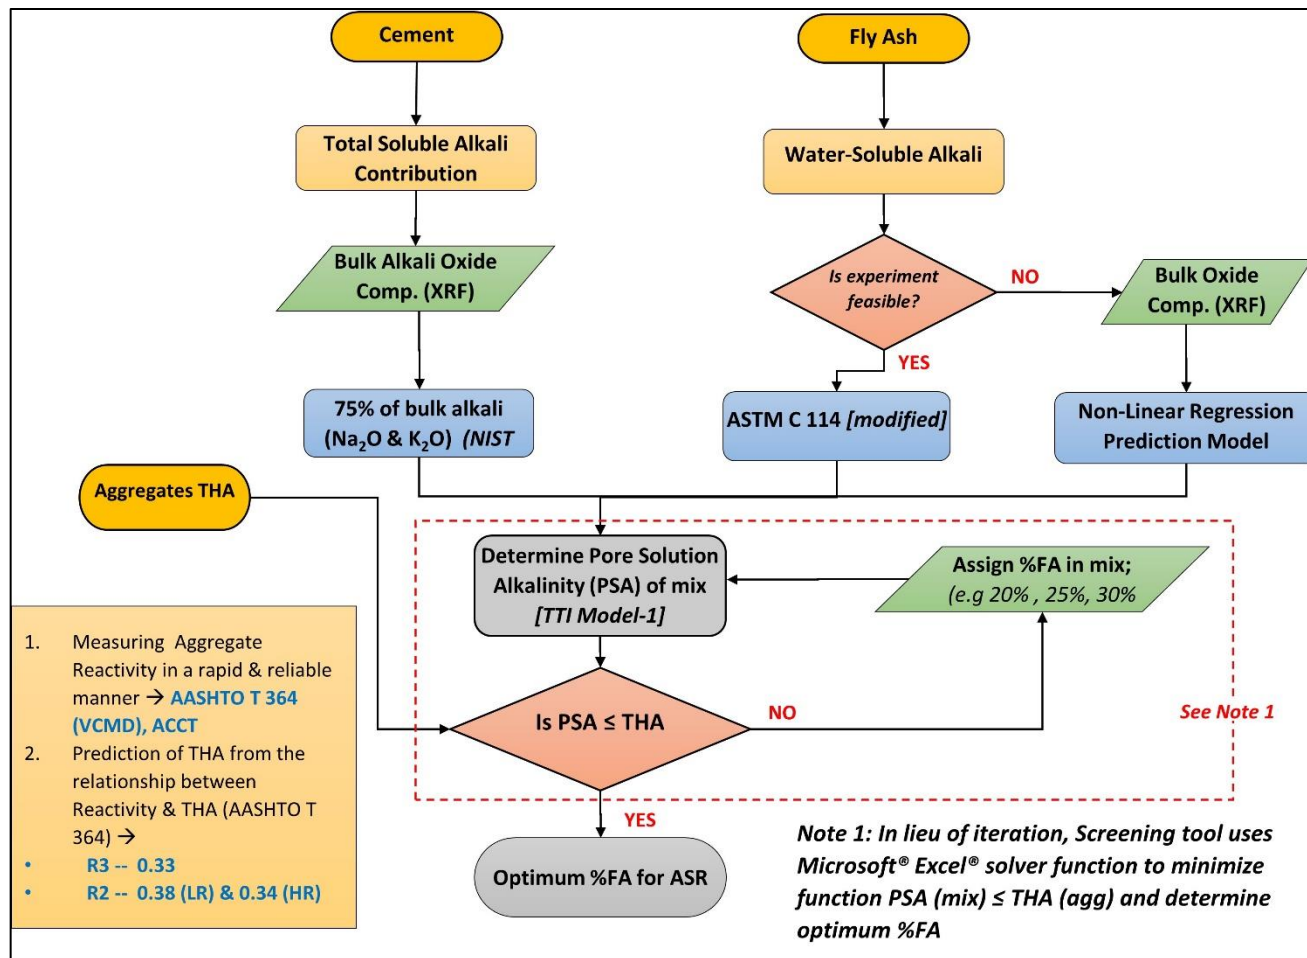 Cement
Total Soluble Alkali
Contribution
Bulk Alkali Oxide
Comp. (XRF)
75% of bulk alkali
(Na₂O & K₂O) (NIST
Fly Ash
Water-Soluble Alkali
Is experiment
feasible?
NO
YES
Bulk Oxide
Comp. (XRF)
ASTM C 114 [modified]
Non-Linear Regression
Prediction Model
Aggregates THA
Determine Pore Solution
Alkalinity (PSA) of mix
[TTI Model-1]
Assign %FA in mix;
(e.g 20% , 25%, 30%
Is PSA ≤ THA
NO
See Note 1
YES
Optimum %FA for ASR
1. Measuring Aggregate
Reactivity in a rapid & reliable
manner → AASHTO T 364
(VCMD), ACCT
2. Prediction of THA from the
relationship between
Reactivity & THA (AASHTO T
364) →
• R3 -- 0.33
• R2 -- 0.38 (LR) & 0.34 (HR)
Note 1: In lieu of iteration, Screening tool uses
Microsoft® Excel® solver function to minimize
function PSA (mix) ≤ THA (agg) and determine
optimum %FA